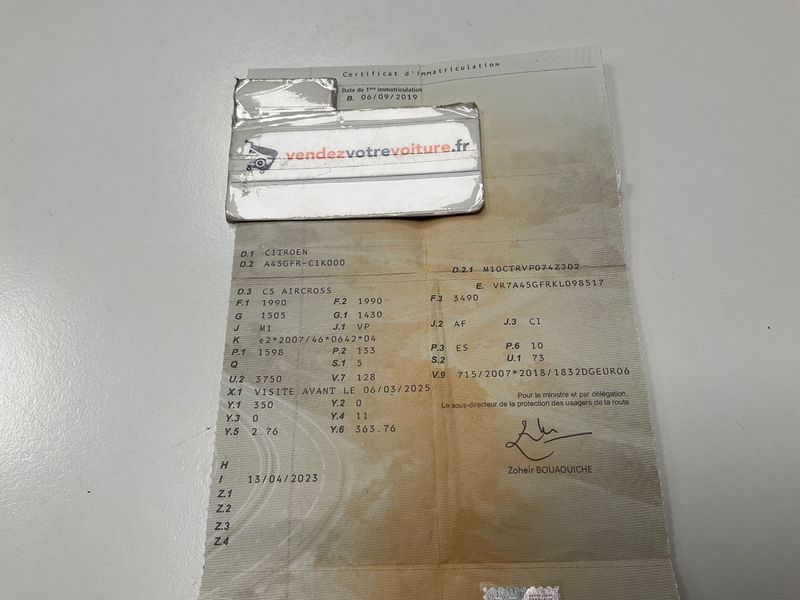 Certificat d'immatriculation
Date de 1ère immatriculation
B. 06/09/2019
vendezvotrevoiture.fr
D.1 CITROEN
D.2 A45GFR-C1K000
D.2.1 M10CTRVP074Z202
E. VR7A45GFRKL098517
D.3 C5 AIRCROSS
F.1 1990 F.2 1990 F.3 3490
G 1505 G.1 1430
J M1 J.1 VP J.2 AF J.3 CI
K e2*2007/46*0642*04
P.1 1598 P.2 133 P.3 ES P.6 10
Q S.1 5 S.2 U.1 73
U.2 3750 V.7 128 V.9 715/2007*2018/1832DGEURO6
X.1 VISITE AVANT LE 06/03/2025
Y.1 350 Y.2 0
Y.3 0 Y.4 11
Y.5 2.76 Y.6 363.76
Pour le ministre et par délégation,
Le sous-directeur de la protection des usagers de la route
Zoheir BOUAOUICHE
H
I 13/04/2023
Z.1
Z.2
Z.3
Z.4